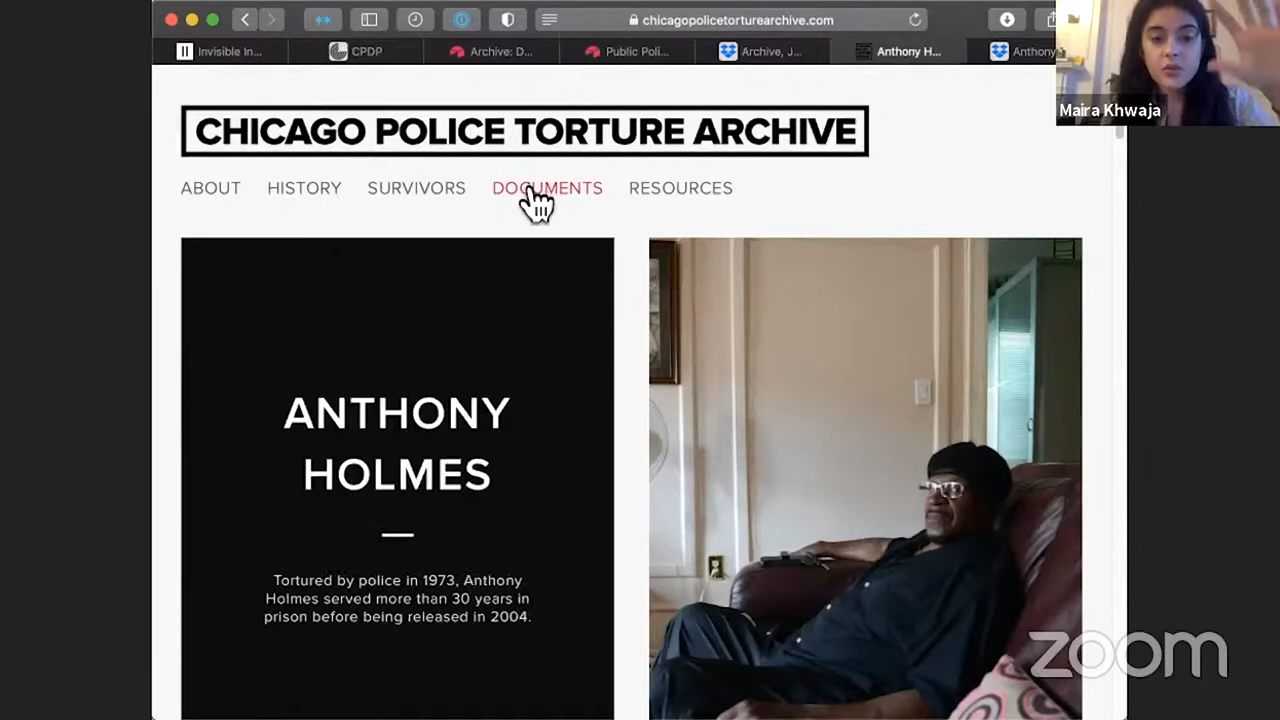 chicagopolicetorturearchive.com
Invisible In...
CPDP
Archive: D...
Public Poli...
Archive, J...
Anthony H...
Anthony
Maira Khwaja
CHICAGO POLICE TORTURE ARCHIVE
ABOUT HISTORY SURVIVORS DOCUMENTS RESOURCES
ANTHONY
HOLMES
Tortured by police in 1973, Anthony
Holmes served more than 30 years in
prison before being released in 2004.
zoom